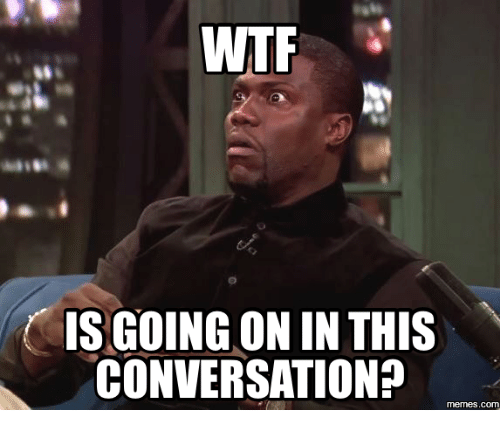 WTF
IS GOING ON IN THIS
CONVERSATION?
memes.com